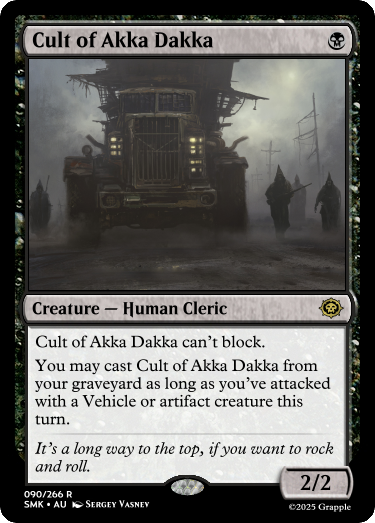 Cult of Akka Dakka
Creature — Human Cleric
Cult of Akka Dakka can't block.
You may cast Cult of Akka Dakka from
your graveyard as long as you've attacked
with a Vehicle or artifact creature this
turn.
It's a long way to the top, if you want to rock
and roll.
2/2
090/266 R
SMK • AU Sergey Vasnev
©2025 Grapple